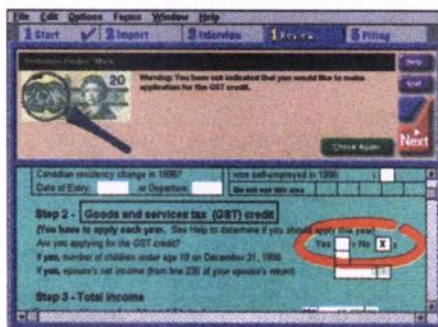 File Edit Options Forms Window Help
1 Start 2 Import 3 Interview 4 Review 5 Filing
Help
20
Warning: You have not indicated that you would like to make
application for the GST credit.
Next
Check Again
Canadian residency change in 1996?
were self-employed in 1996:
Date of Entry: or Departure:
Do not use this area
Step 2 - Goods and services tax (GST) credit
(You have to apply each year. See Help to determine if you should apply this year)
Are you applying for the GST credit?
Yes No X
If yes, number of children under age 19 on December 31, 1996
If yes, spouse's net income (from line 236 of your spouse's return)
Step 3 - Total income